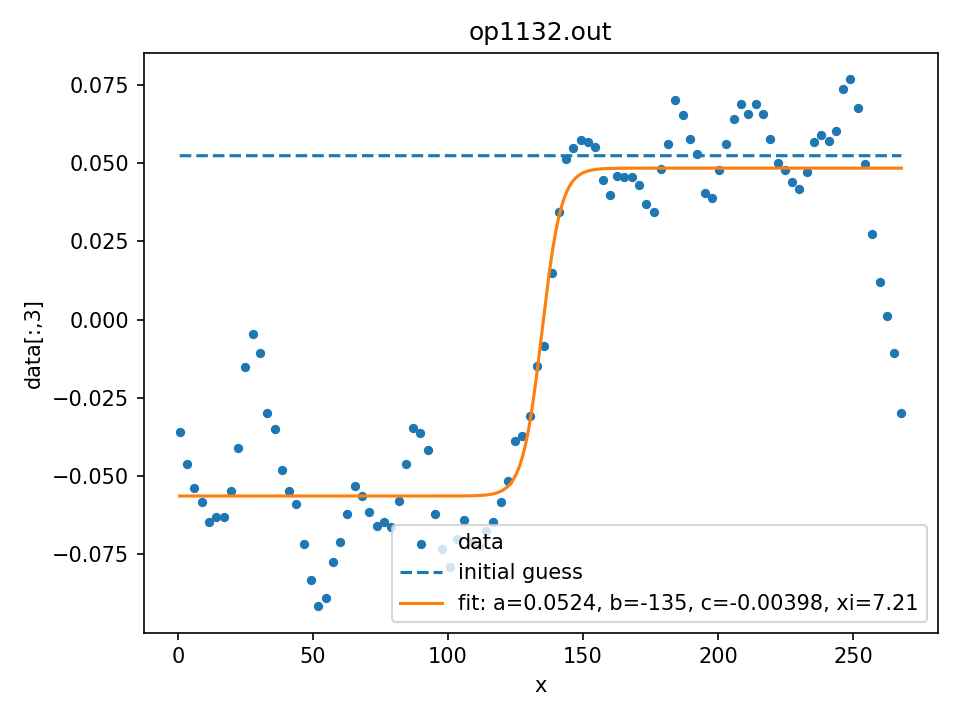 op1132.out
0.075
0.050
0.025
0.000
−0.025
−0.050
−0.075
data[:,3]
data
initial guess
fit: a=0.0524, b=-135, c=-0.00398, xi=7.21
0 50 100 150 200 250
x